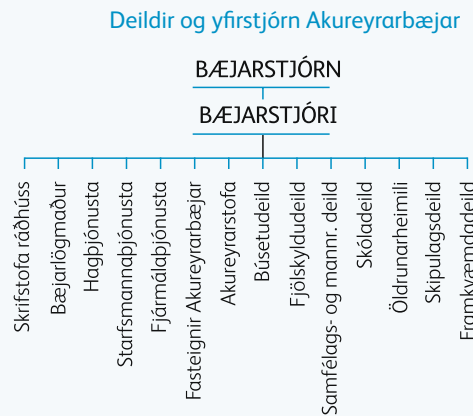 Deildir og yfirstjórn Akureyrarbæjar
BÆJARSTJÓRN
BÆJARSTJÓRI
Skrifstofa ráðhúss
Bæjarlögmaður
Hagþjónusta
Starfsmannaþjónusta
Fjármálaþjónusta
Fasteignir Akureyrarbæjar
Akureyrarstofa
Búsetudeild
Fjölskyldudeild
Samfélags- og mannr. deild
Skóladeild
Öldrunarheimili
Skipulagsdeild
Framkvæmdadeild